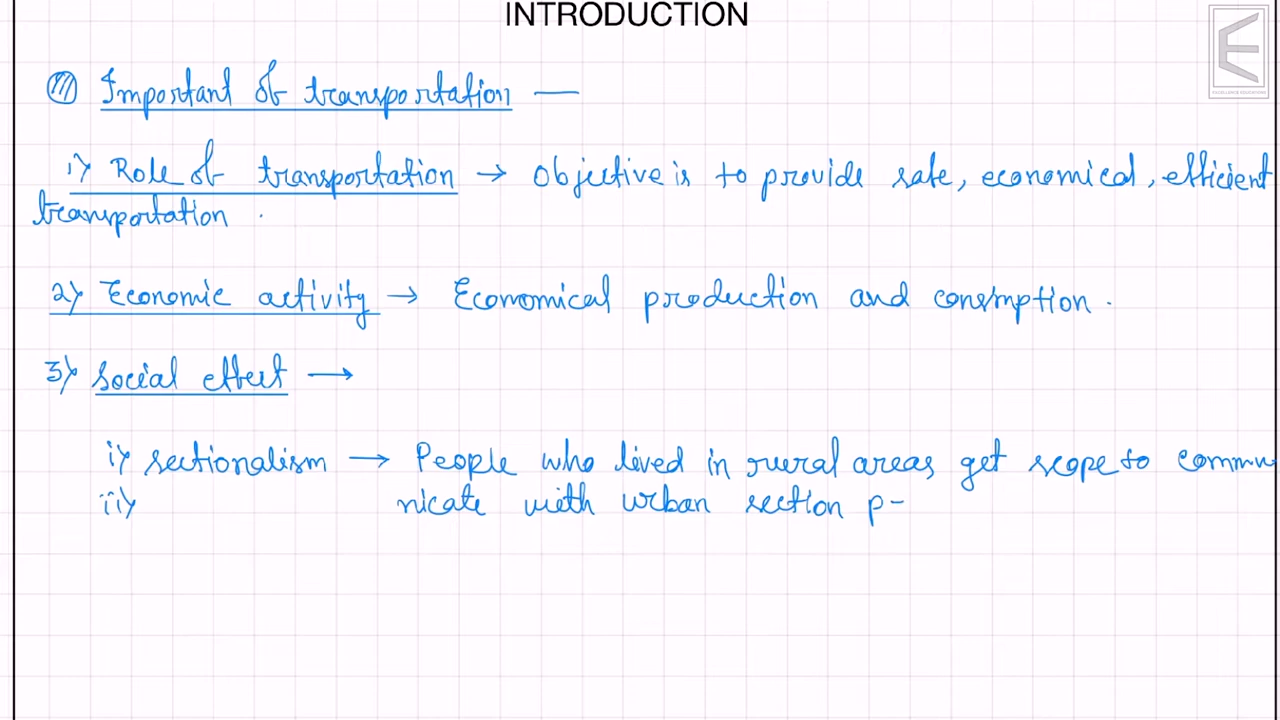 INTRODUCTION
Important of transportation —
1) Role of transportation → objective is to provide safe, economical, efficient
transportation.
2) Economic activity → Economical production and consmption.
3) social effect →
i) sectionalism → People who lived in rural areas get scope to commu
ii) nicate with urban section p-